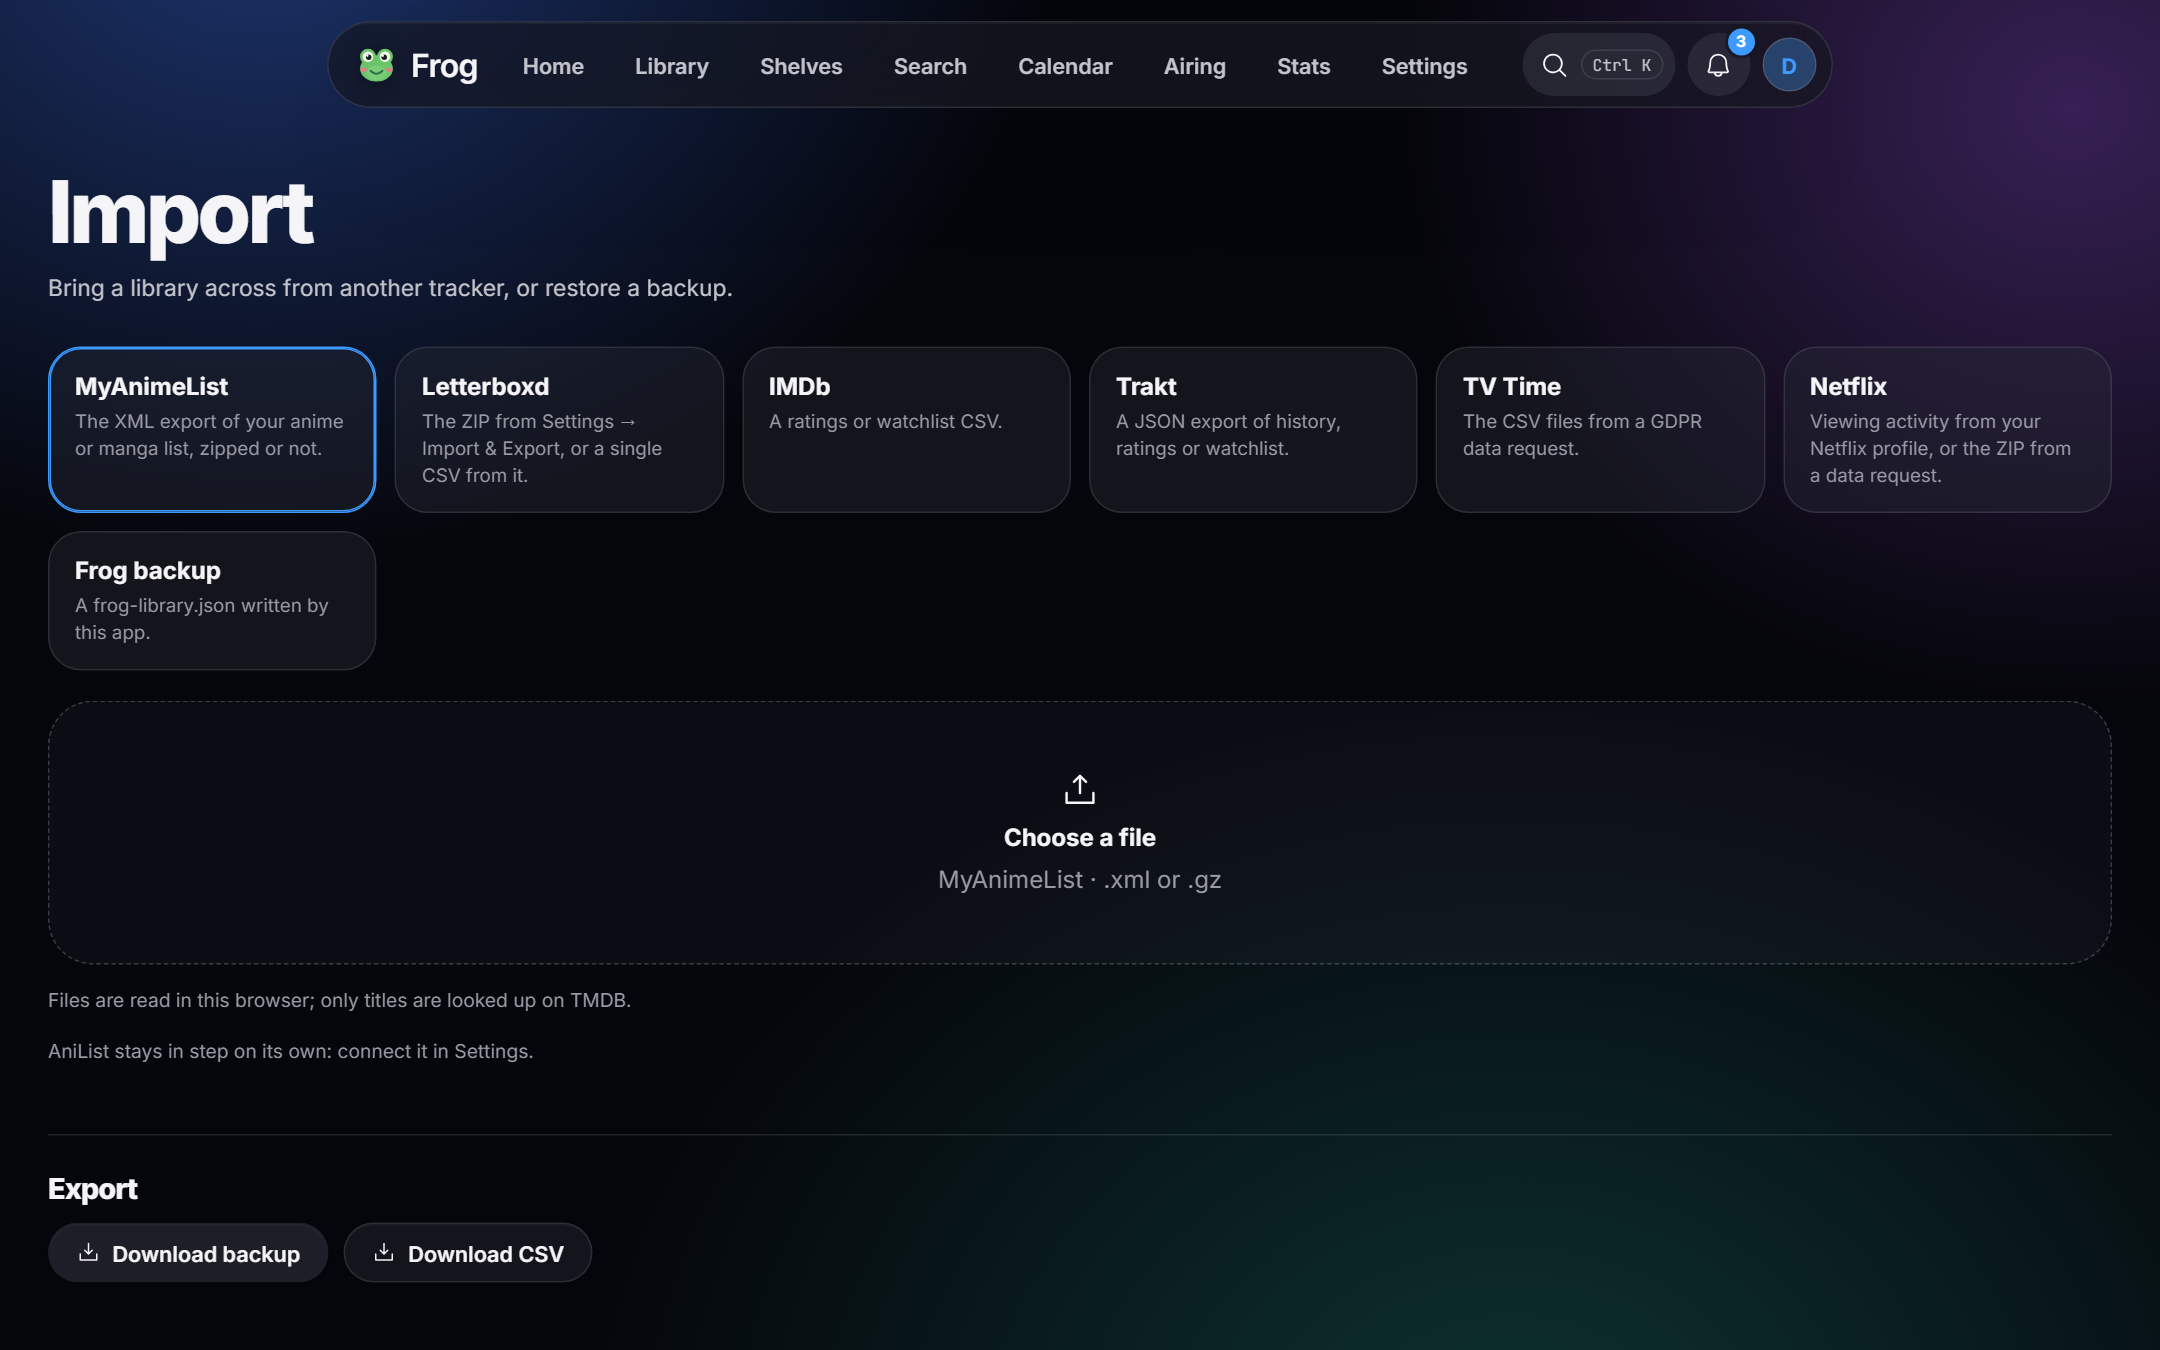 Frog
Home
Library
Shelves
Search
Calendar
Airing
Stats
Settings
Ctrl K
3
D
Import
Bring a library across from another tracker, or restore a backup.
MyAnimeList
The XML export of your anime
or manga list, zipped or not.
Letterboxd
The ZIP from Settings →
Import & Export, or a single
CSV from it.
IMDb
A ratings or watchlist CSV.
Trakt
A JSON export of history,
ratings or watchlist.
TV Time
The CSV files from a GDPR
data request.
Netflix
Viewing activity from your
Netflix profile, or the ZIP from
a data request.
Frog backup
A frog-library.json written by
this app.
Choose a file
MyAnimeList · .xml or .gz
Files are read in this browser; only titles are looked up on TMDB.
AniList stays in step on its own: connect it in Settings.
Export
Download backup
Download CSV